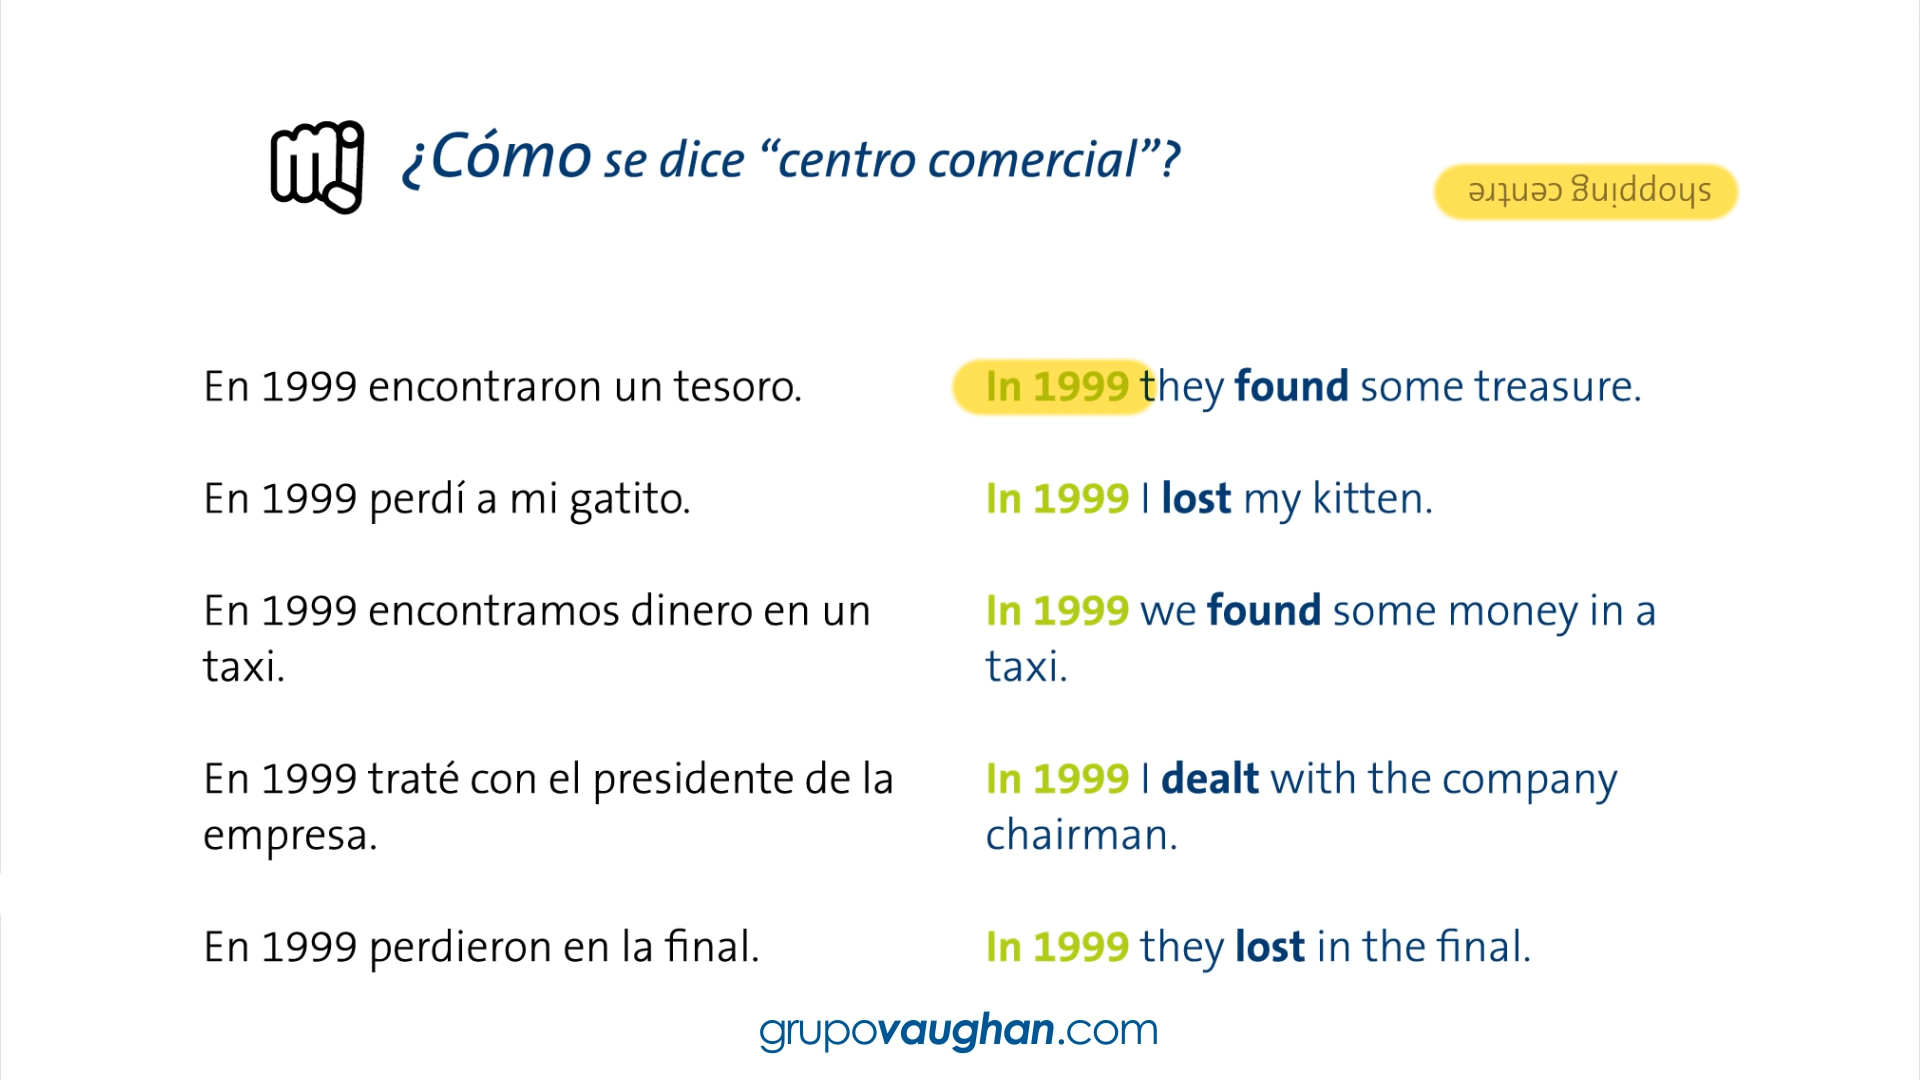 ¿Cómo se dice “centro comercial”?
shopping centre
En 1999 encontraron un tesoro.
In 1999 they found some treasure.
En 1999 perdí a mi gatito.
In 1999 I lost my kitten.
En 1999 encontramos dinero en un
taxi.
In 1999 we found some money in a
taxi.
En 1999 traté con el presidente de la
empresa.
In 1999 I dealt with the company
chairman.
En 1999 perdieron en la final.
In 1999 they lost in the final.
grupovaughan.com